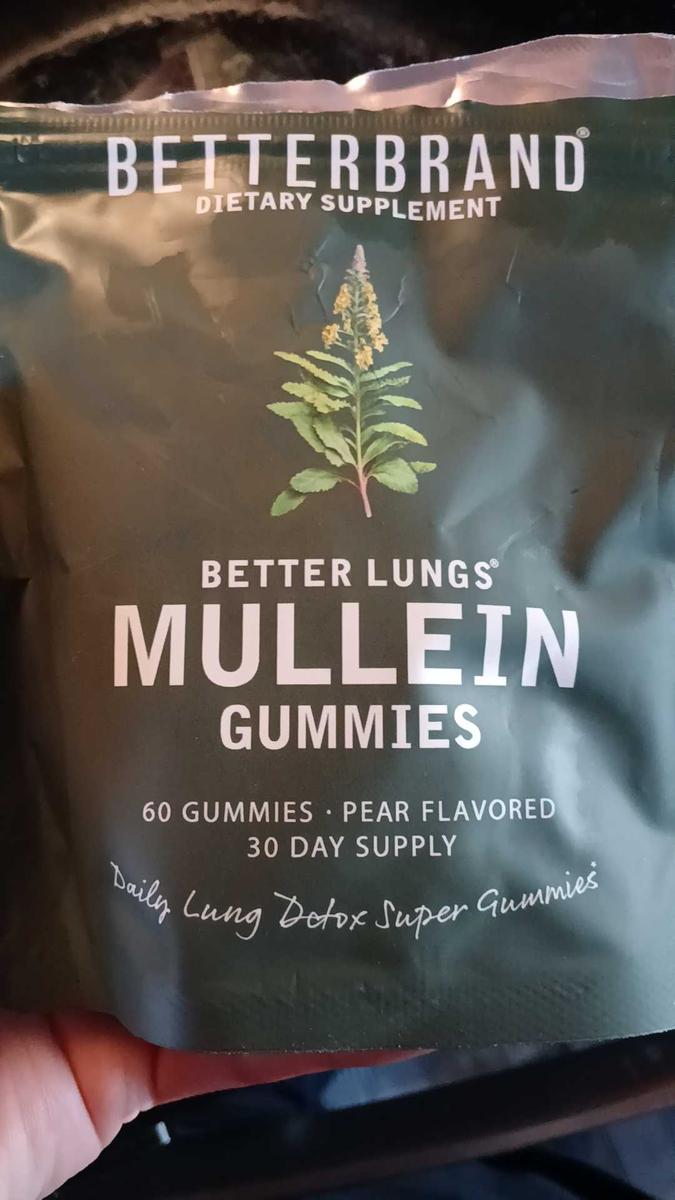 BETTERBRAND®
DIETARY SUPPLEMENT
BETTER LUNGS®
MULLEIN
GUMMIES
60 GUMMIES · PEAR FLAVORED
30 DAY SUPPLY
Daily Lung Detox Super Gummies*